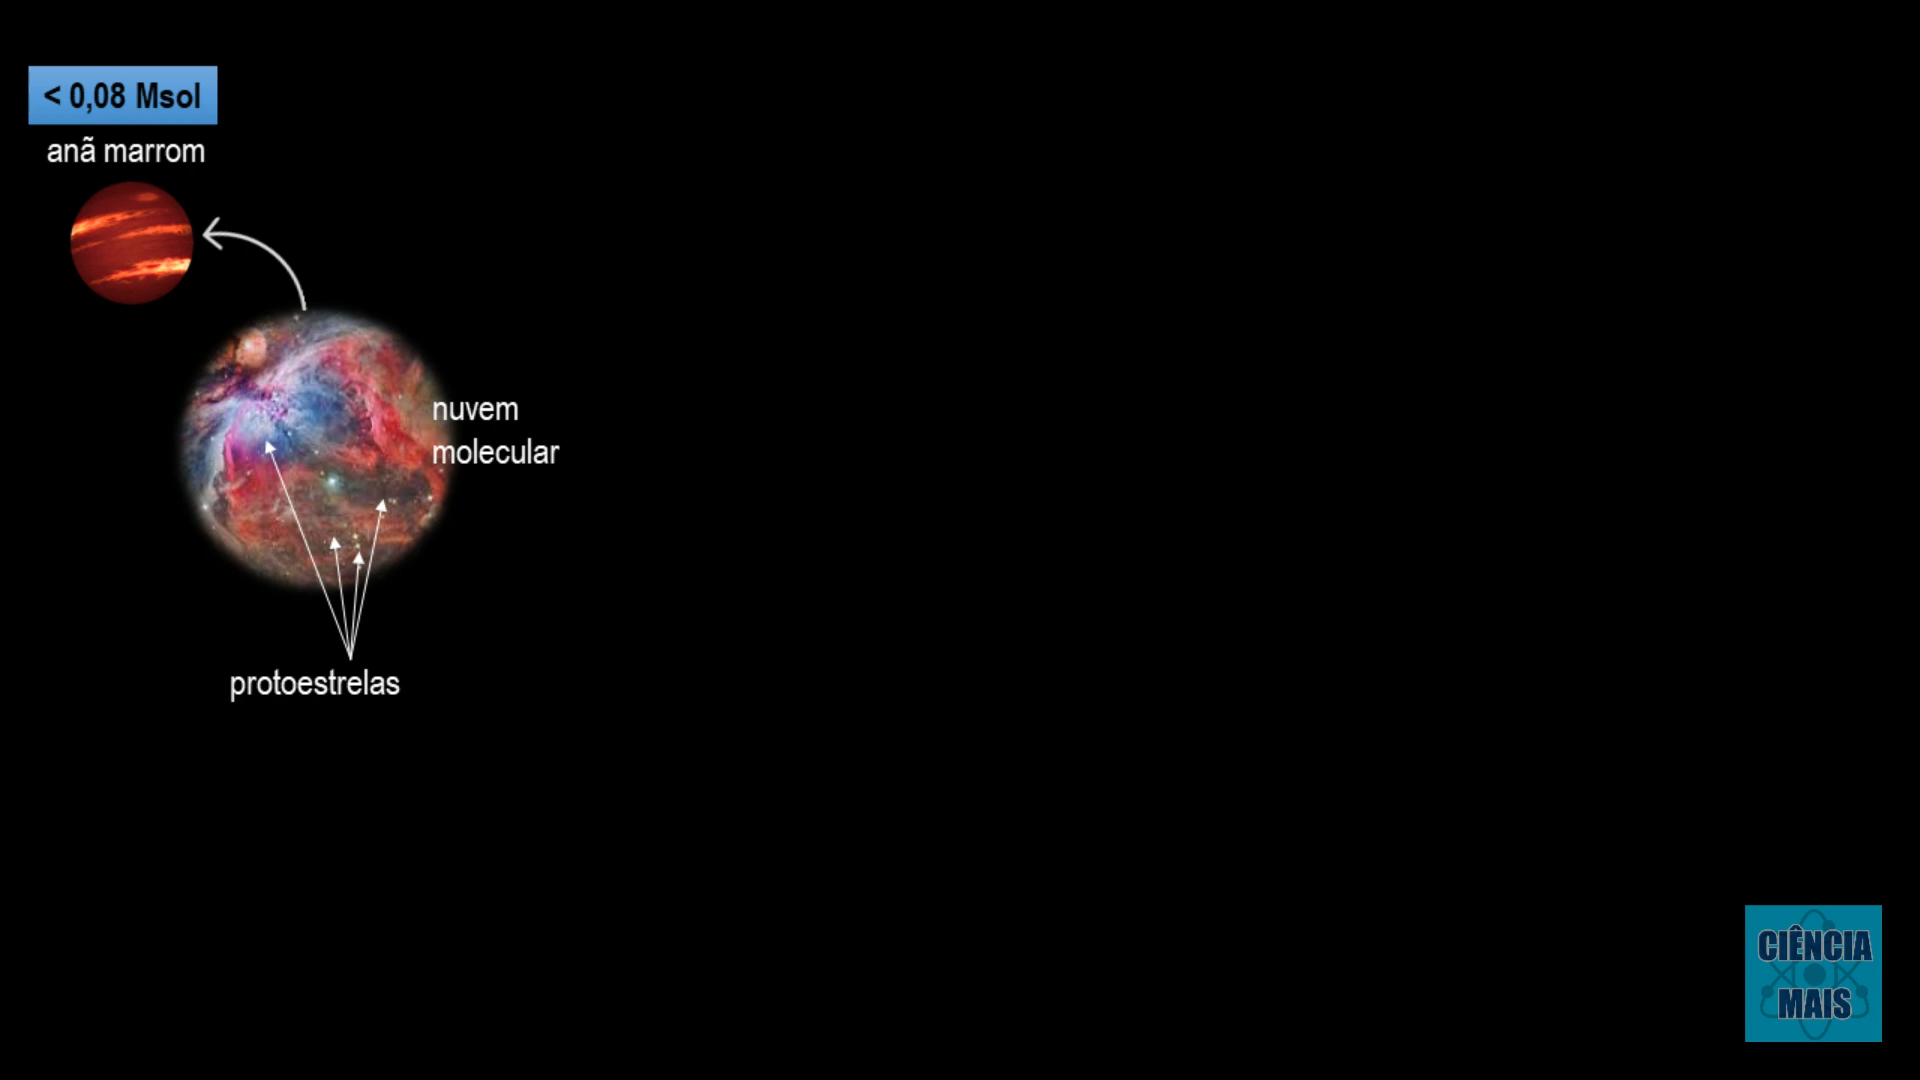 < 0,08 Msol
anã marrom
nuvem
molecular
protoestrelas
CIÊNCIA
MAIS